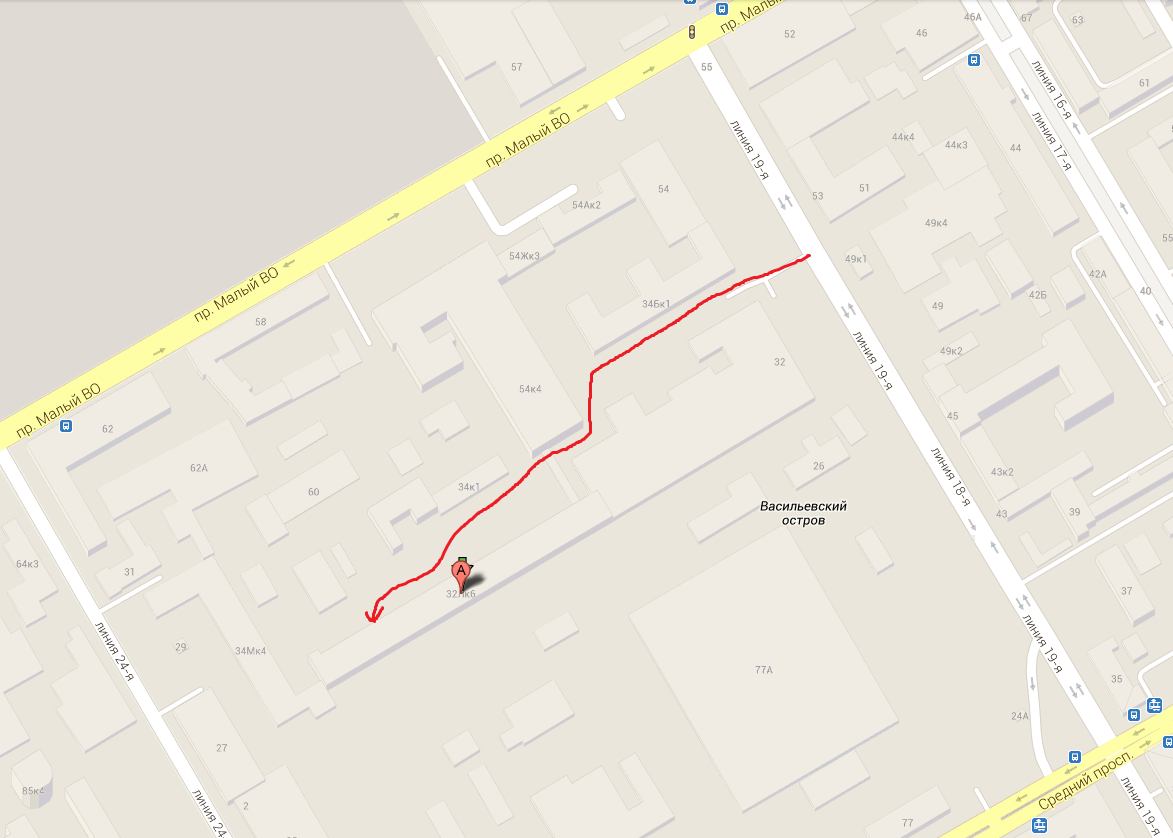 пр. Малый ВО
46А
67
63
52
46
55
57
линия 16-я
61
пр. Малый ВО
линия 19-я
линия 17-я
44к4
44к3
44
54
53
51
54Ак2
49к4
55
54Жк3
49к1
42А
пр. Малый ВО
42Б
40
34Бк1
49
58
линия 19-я
49к2
32
54к4
пр. Малый ВО
45
62
62А
26
линия 18-я
43к2
34к1
60
Васильевский
остров
43
39
64к3
31
А
37
линия 24-я
линия 19-я
29
34Мк4
77А
35
24А
27
Средний просп.
85к4
2
линия 24
77
линия 19-я